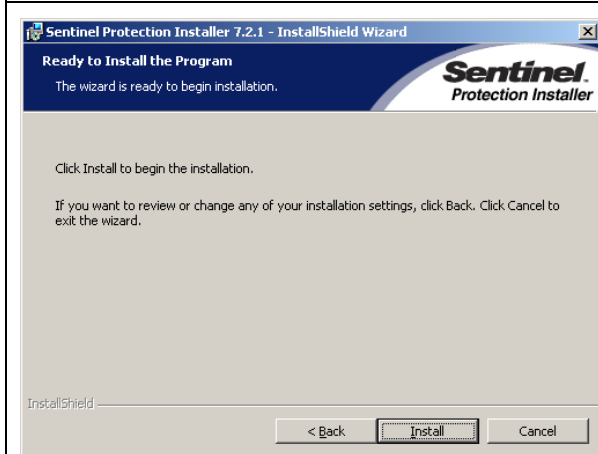 Sentinel Protection Installer 7.2.1 - InstallShield Wizard
Ready to Install the Program
The wizard is ready to begin installation.
Sentinel.
Protection Installer
Click Install to begin the installation.
If you want to review or change any of your installation settings, click Back. Click Cancel to
exit the wizard.
InstallShield
< Back
Install
Cancel